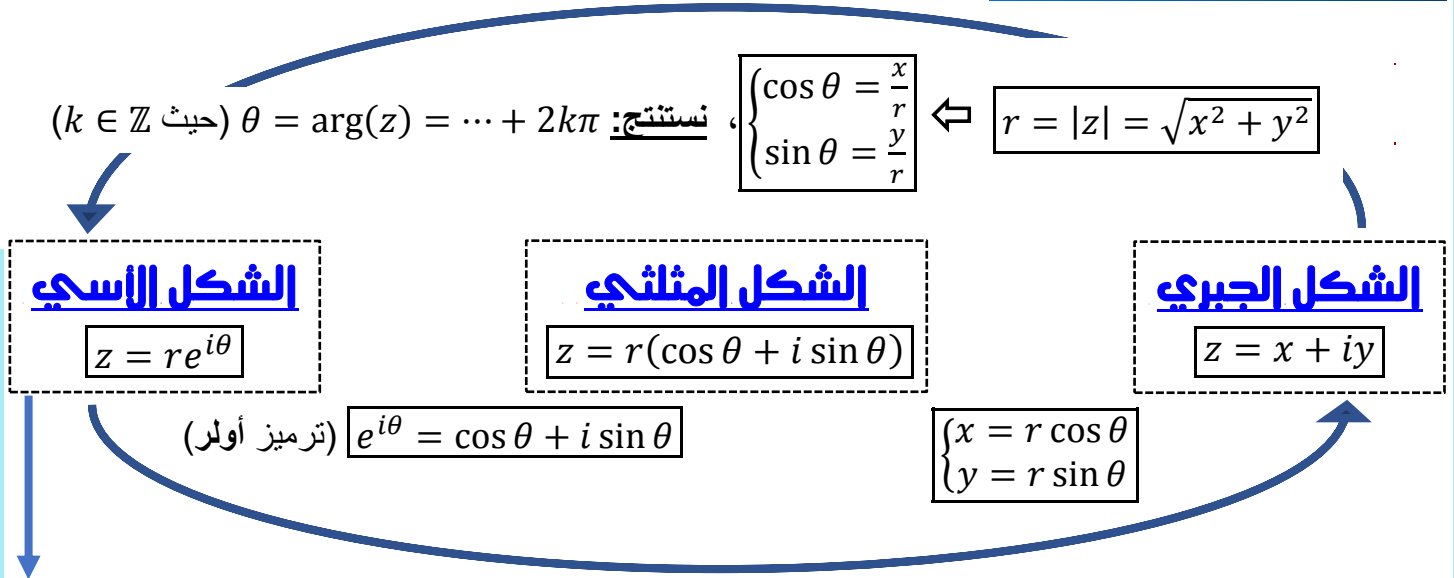 r = |z| = √(x² + y²) ⇦ {cos θ = x/r, sin θ = y/r ، نستنتج: θ = arg(z) = ⋯ + 2kπ (حيث k ∈ ℤ)
الشكل الجبري
z = x + iy
الشكل المثلثي
z = r(cos θ + i sin θ)
الشكل الأسي
z = re^{iθ}
{x = r cos θ
y = r sin θ
e^{iθ} = cos θ + i sin θ (ترميز أولر)